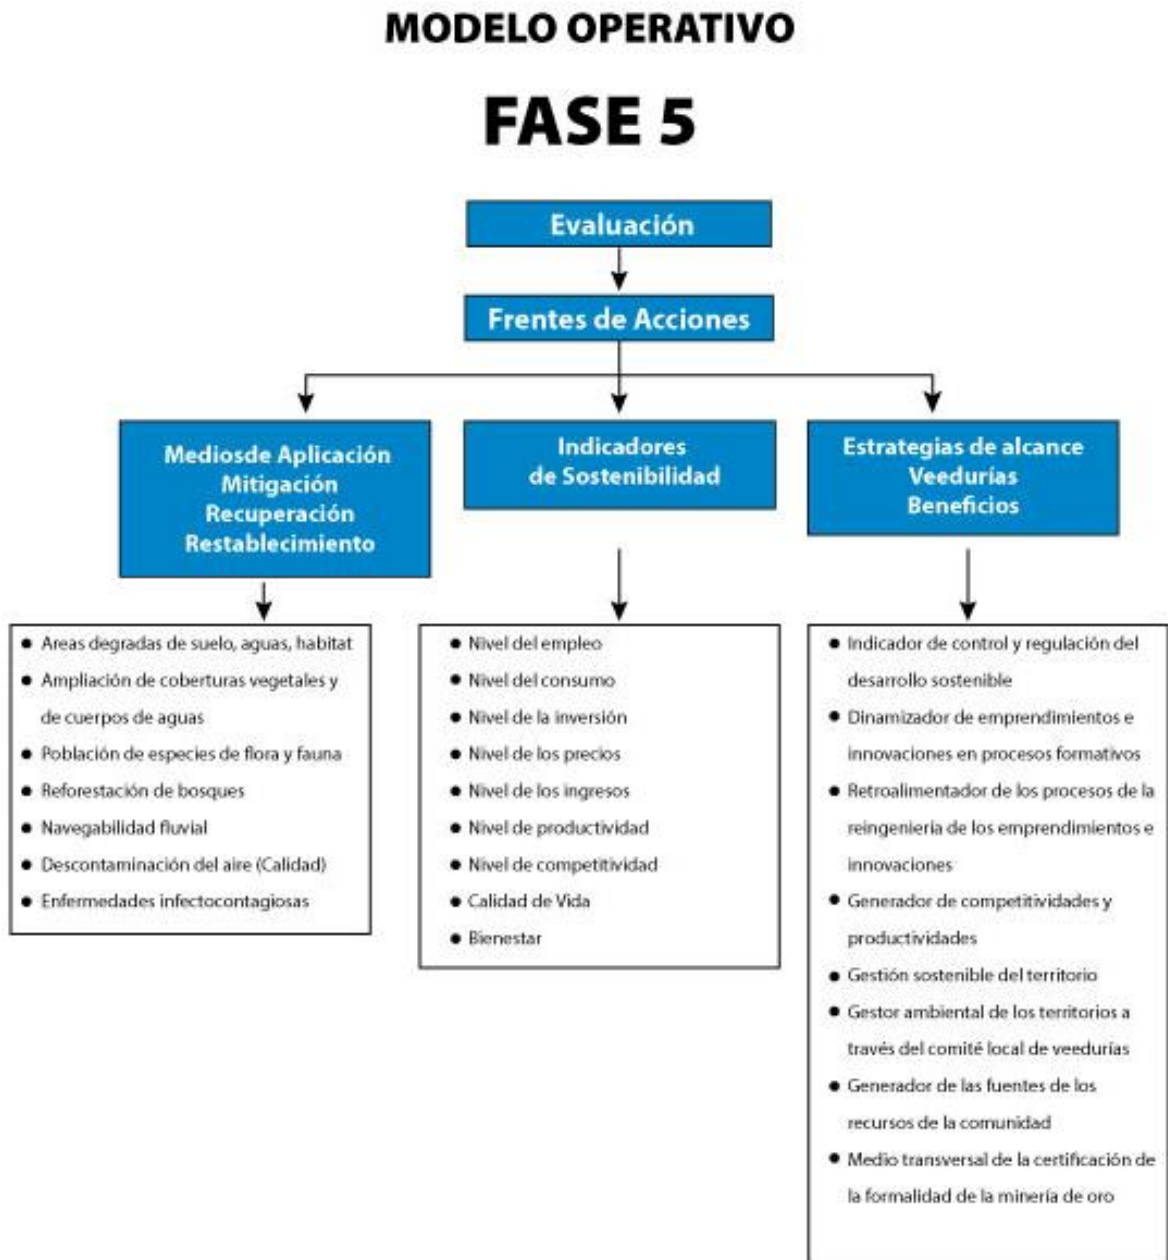 MODELO OPERATIVO
FASE 5
Evaluación
Frentes de Acciones
Mediosde Aplicación
Mitigación
Recuperación
Restablecimiento
Indicadores
de Sostenibilidad
Estrategias de alcance
Veedurías
Beneficios
● Areas degradas de suelo, aguas, habitat
● Ampliación de coberturas vegetales y
de cuerpos de aguas
● Población de especies de flora y fauna
● Reforestación de bosques
● Navegabilidad fluvial
● Descontaminación del aire (Calidad)
● Enfermedades infectocontagiosas
● Nivel del empleo
● Nivel del consumo
● Nivel de la inversión
● Nivel de los precios
● Nivel de los ingresos
● Nivel de productividad
● Nivel de competitividad
● Calidad de Vida
● Bienestar
● Indicador de control y regulación del
desarrollo sostenible
● Dinamizador de emprendimientos e
innovaciones en procesos formativos
● Retroalimentador de los procesos de la
reingeniería de los emprendimientos e
innovaciones
● Generador de competitividades y
productividades
● Gestión sostenible del territorio
● Gestor ambiental de los territorios a
través del comité local de veedurías
● Generador de las fuentes de los
recursos de la comunidad
● Medio transversal de la certificación de
la formalidad de la minería de oro